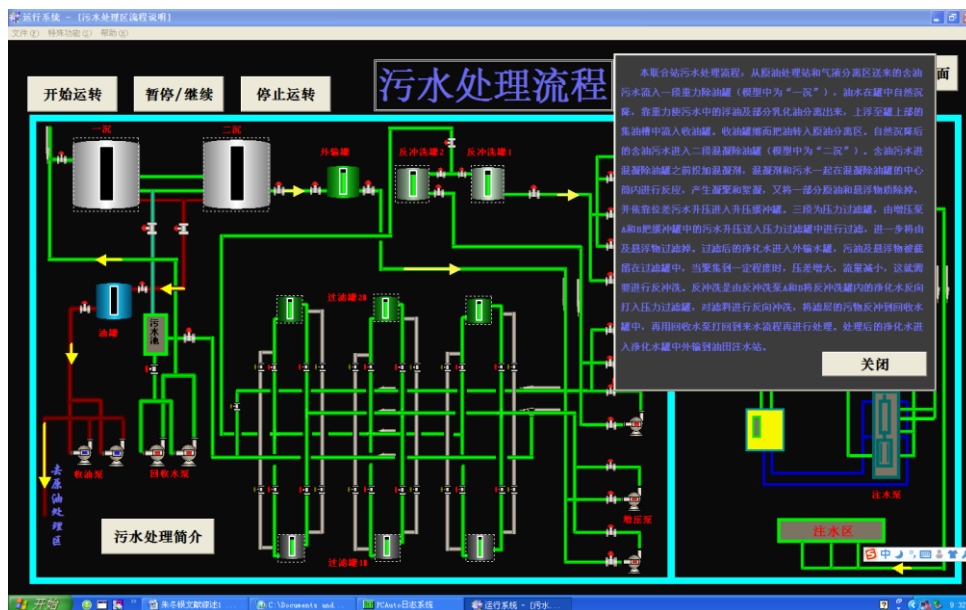 运行系统 - [污水处理区流程说明]
文件(F) 特殊功能(S) 帮助(H)
开始运转
暂停/继续
停止运转
污水处理流程
面
一沉
二沉
外输罐
反冲洗罐2
反冲洗罐1
本联合站污水处理流程:从原油处理站和气液分离区送来的含油
污水流入一段重力除油罐(模型中为“一沉”),油水在罐中自然沉
降,靠重力使污水中的浮油及部分乳化油分离出来,上浮至罐上部的
集油槽中流入收油罐。收油罐继而把油转入原油分离区。自然沉降后
的含油污水进入二段混凝除油罐(模型中为“二沉”)。含油污水进
混凝除油罐之前投加混凝剂,混凝剂和污水一起在混凝除油罐的中心
筒内进行反应,产生凝聚和絮凝,又将一部分原油和悬浮物质除掉,
并依靠位差污水升压进入升压缓冲罐。三段为压力过滤罐,由增压泵
A和B把缓冲罐中的污水升压送入压力过滤罐中进行过滤,进一步将油
及悬浮物过滤掉。过滤后的净化水进入外输水罐,污油及悬浮物被截
留在过滤罐中,当聚集到一定程度时,压差增大,流量减小,这就需
要进行反冲洗。反冲洗是由反冲洗泵A和B将反冲洗罐内的净化水反向
打入压力过滤罐,对滤料进行反向冲洗,将滤层的污物反冲到回收水
罐中,再用回收水泵打回到来水流程再进行处理。处理后的净化水进
入净化水罐中外输到油田注水站。
关闭
油罐
污水池
过滤罐2#
收油泵
回收水泵
去原油处理区
增压泵
注水泵
污水处理简介
过滤罐1#
注水区
中
开始
C:\Documents and...
PCAuto日志系统
运行系统 - [污水...